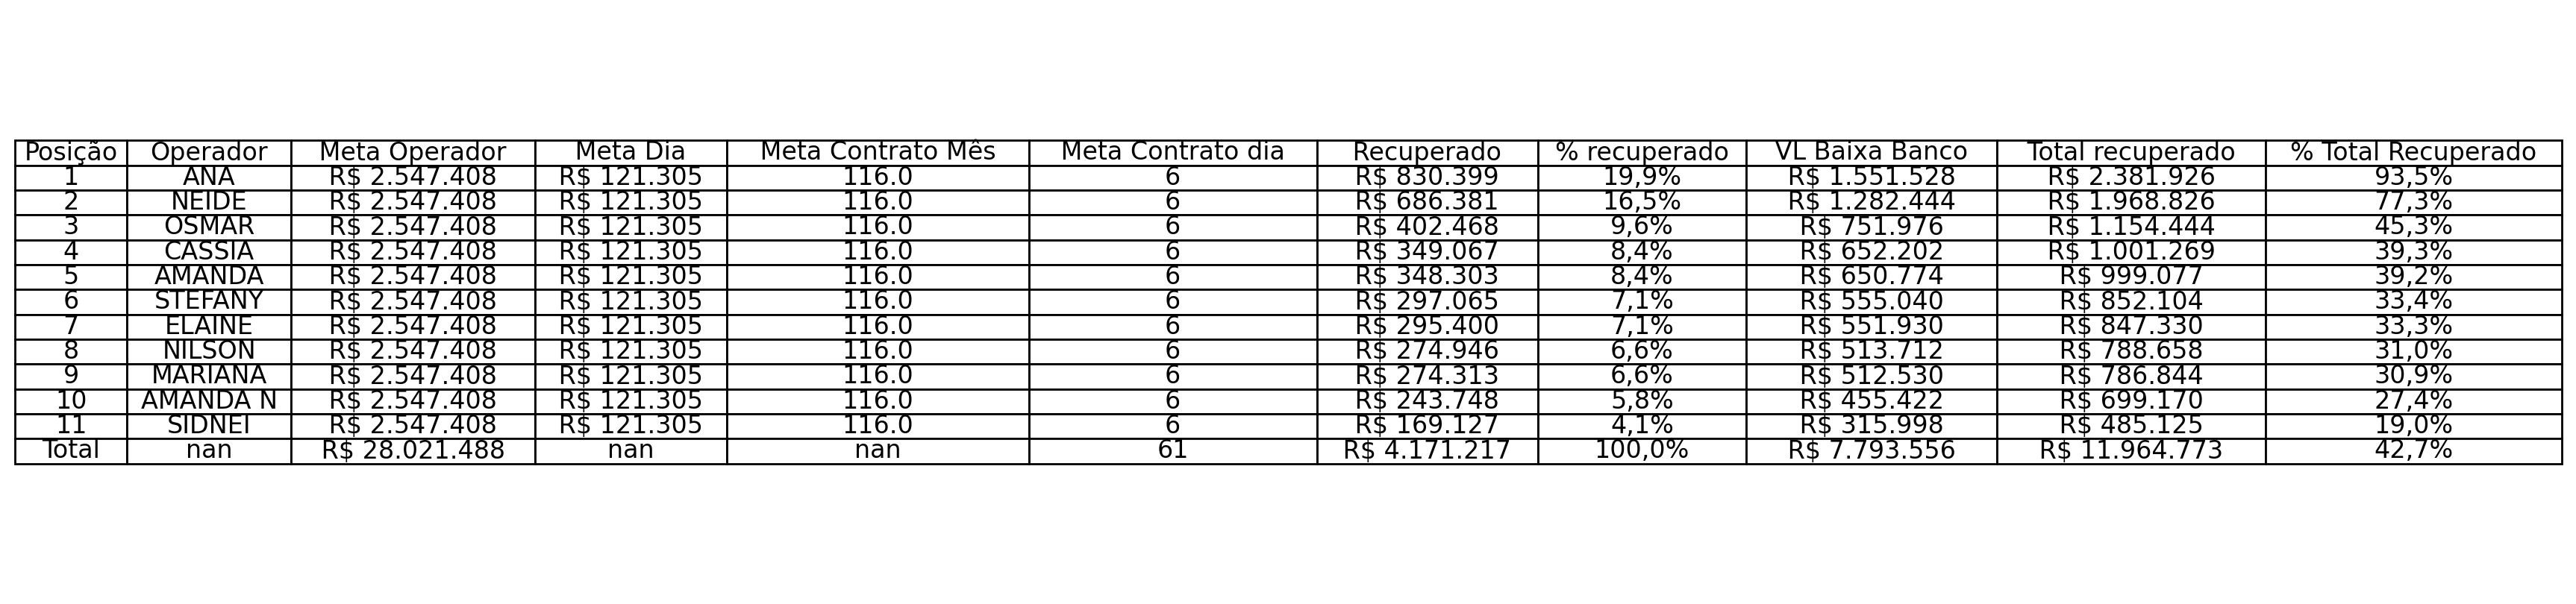 Posição Operador Meta Operador Meta Dia Meta Contrato Mês Meta Contrato dia Recuperado % recuperado VL Baixa Banco Total recuperado % Total Recuperado
1 ANA R$ 2.547.408 R$ 121.305 116.0 6 R$ 830.399 19,9% R$ 1.551.528 R$ 2.381.926 93,5%
2 NEIDE R$ 2.547.408 R$ 121.305 116.0 6 R$ 686.381 16,5% R$ 1.282.444 R$ 1.968.826 77,3%
3 OSMAR R$ 2.547.408 R$ 121.305 116.0 6 R$ 402.468 9,6% R$ 751.976 R$ 1.154.444 45,3%
4 CASSIA R$ 2.547.408 R$ 121.305 116.0 6 R$ 349.067 8,4% R$ 652.202 R$ 1.001.269 39,3%
5 AMANDA R$ 2.547.408 R$ 121.305 116.0 6 R$ 348.303 8,4% R$ 650.774 R$ 999.077 39,2%
6 STEFANY R$ 2.547.408 R$ 121.305 116.0 6 R$ 297.065 7,1% R$ 555.040 R$ 852.104 33,4%
7 ELAINE R$ 2.547.408 R$ 121.305 116.0 6 R$ 295.400 7,1% R$ 551.930 R$ 847.330 33,3%
8 NILSON R$ 2.547.408 R$ 121.305 116.0 6 R$ 274.946 6,6% R$ 513.712 R$ 788.658 31,0%
9 MARIANA R$ 2.547.408 R$ 121.305 116.0 6 R$ 274.313 6,6% R$ 512.530 R$ 786.844 30,9%
10 AMANDA N R$ 2.547.408 R$ 121.305 116.0 6 R$ 243.748 5,8% R$ 455.422 R$ 699.170 27,4%
11 SIDNEI R$ 2.547.408 R$ 121.305 116.0 6 R$ 169.127 4,1% R$ 315.998 R$ 485.125 19,0%
Total nan R$ 28.021.488 nan nan 61 R$ 4.171.217 100,0% R$ 7.793.556 R$ 11.964.773 42,7%